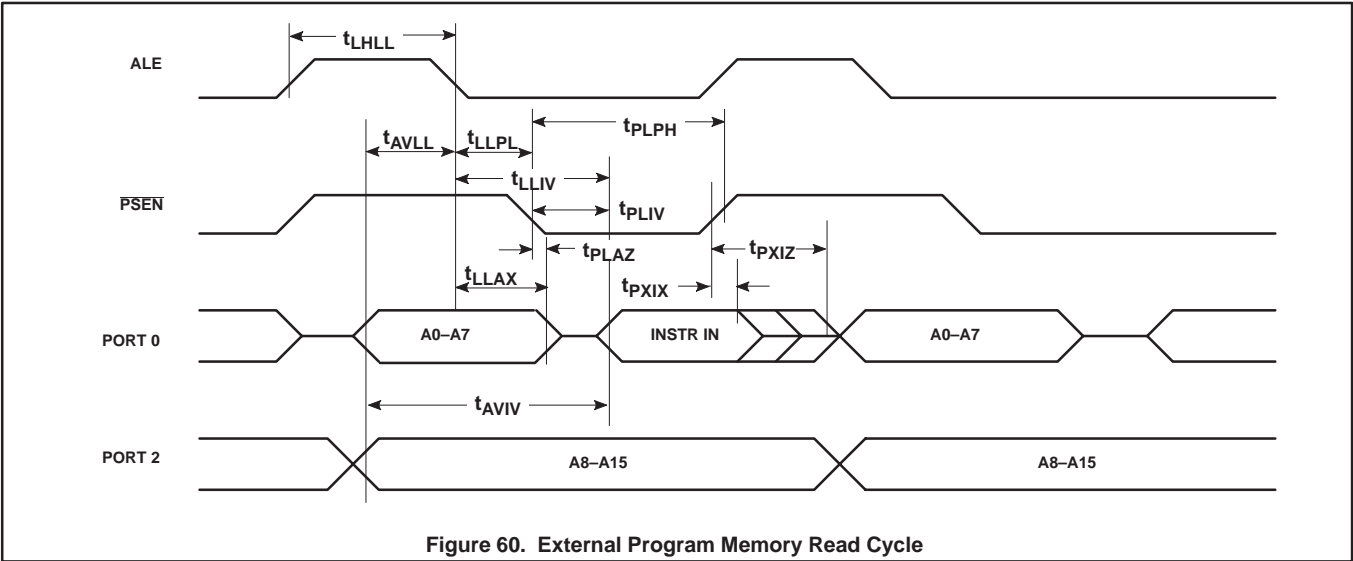 tLHLL
ALE
tPLPH
tAVLL tLLPL
tLLIV
PSEN
tPLIV
tPXIZ
tPLAZ
tLLAX
tPXIX
PORT 0 A0–A7 INSTR IN A0–A7
tAVIV
PORT 2 A8–A15 A8–A15
Figure 60. External Program Memory Read Cycle